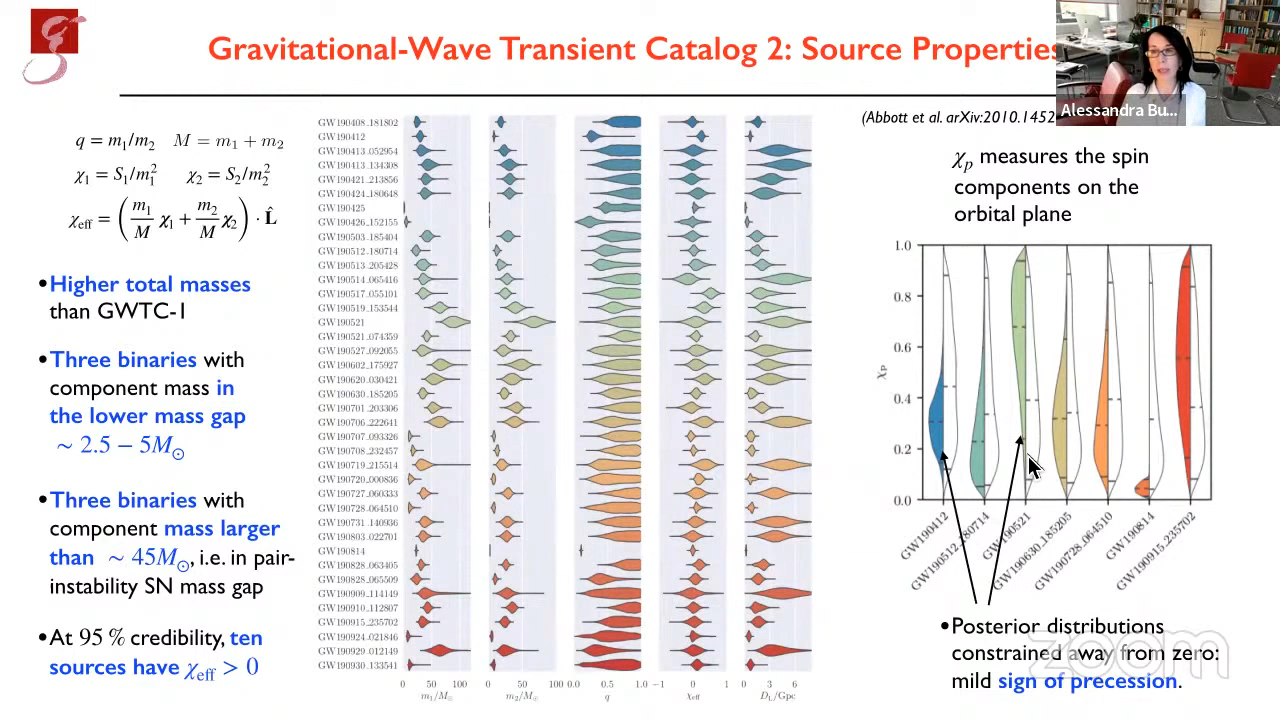 Gravitational-Wave Transient Catalog 2: Source Properties
Alessandra Bu...
(Abbott et al. arXiv:2010.1452
q = m₁/m₂ M = m₁ + m₂
χ₁ = S₁/m₁² χ₂ = S₂/m₂²
χeff = (m₁/M χ₁ + m₂/M χ₂) · L̂
•Higher total masses
than GWTC-1
•Three binaries with
component mass in
the lower mass gap
~ 2.5 − 5M⊙
•Three binaries with
component mass larger
than ~ 45M⊙, i.e. in pair-
instability SN mass gap
•At 95 % credibility, ten
sources have χeff > 0
GW190408_181802
GW190412
GW190413_052954
GW190413_134308
GW190421_213856
GW190424_180648
GW190425
GW190426_152155
GW190503_185404
GW190512_180714
GW190513_205428
GW190514_065416
GW190517_055101
GW190519_153544
GW190521
GW190521_074359
GW190527_092055
GW190602_175927
GW190620_030421
GW190630_185205
GW190701_203306
GW190706_222641
GW190707_093326
GW190708_232457
GW190719_215514
GW190720_000836
GW190727_060333
GW190728_064510
GW190731_140936
GW190803_022701
GW190814
GW190828_063405
GW190828_065509
GW190909_114149
GW190910_112807
GW190915_235702
GW190924_021846
GW190929_012149
GW190930_133541
0 50 100 0 50 100 0.0 0.5 1.0 −1 0 1 0 3 6
m₁/M⊙ m₂/M⊙ q χeff D_L/Gpc
χp measures the spin
components on the
orbital plane
1.0
0.8
0.6
0.4
0.2
0.0
χp
GW190412
GW190512_180714
GW190521
GW190630_185205
GW190728_064510
GW190814
GW190915_235702
•Posterior distributions
constrained away from zero:
mild sign of precession.
zoom